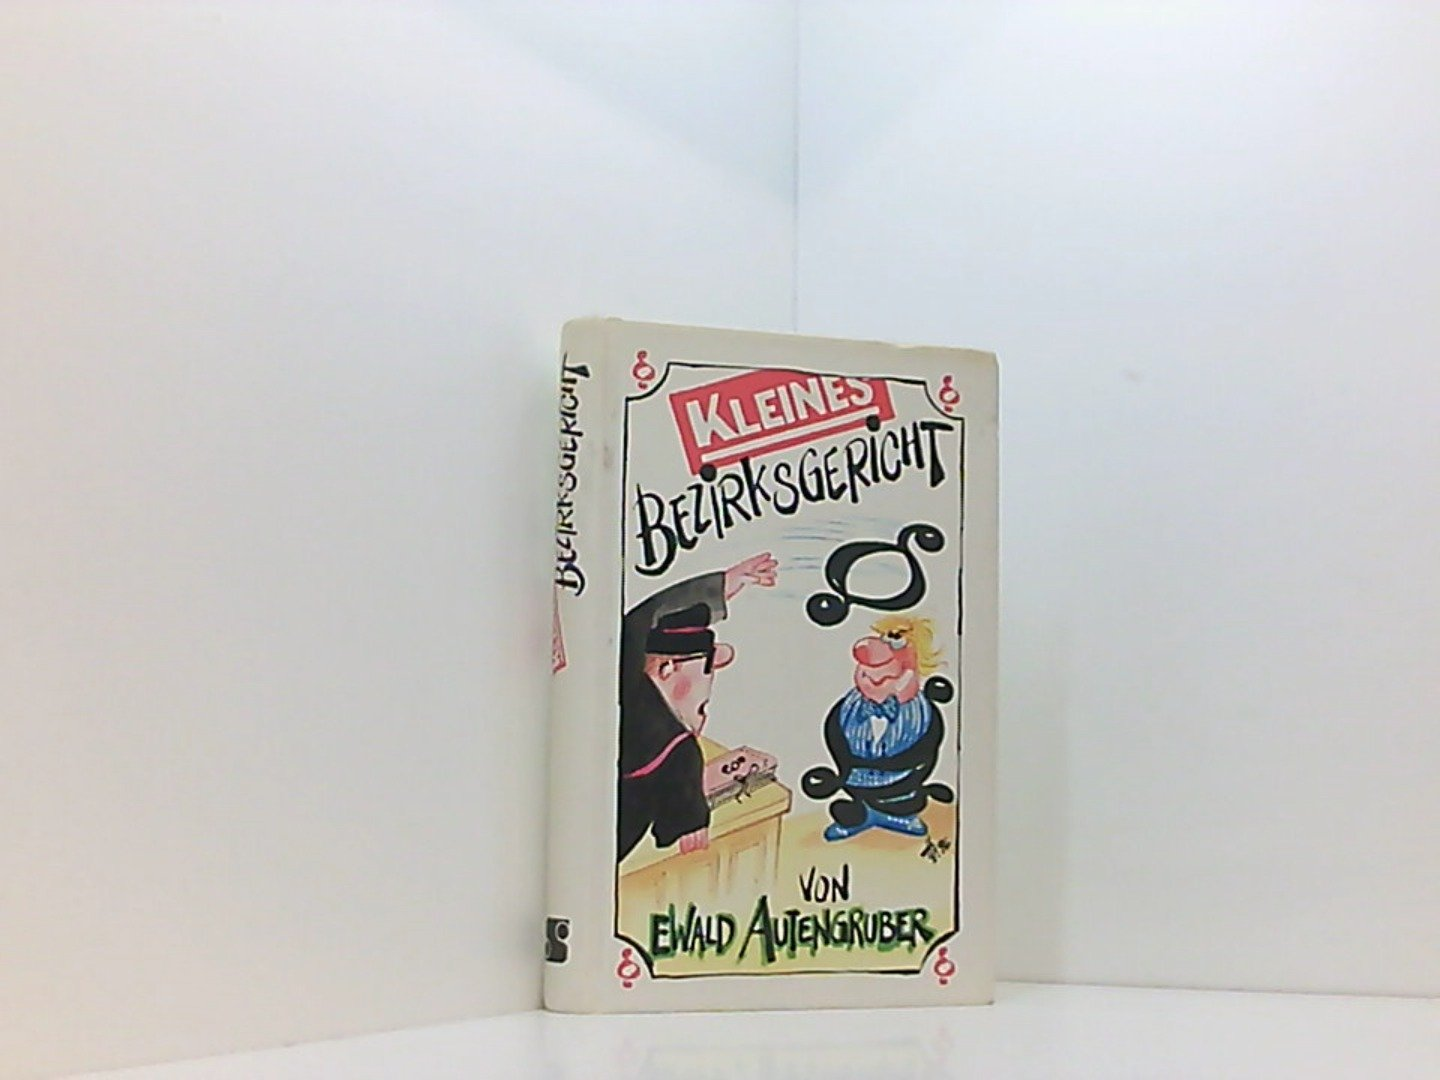 KLEINES
BEZIRKSGERICHT
VON
EWALD AUTENGRUBER
BEZIRKSGERICHT